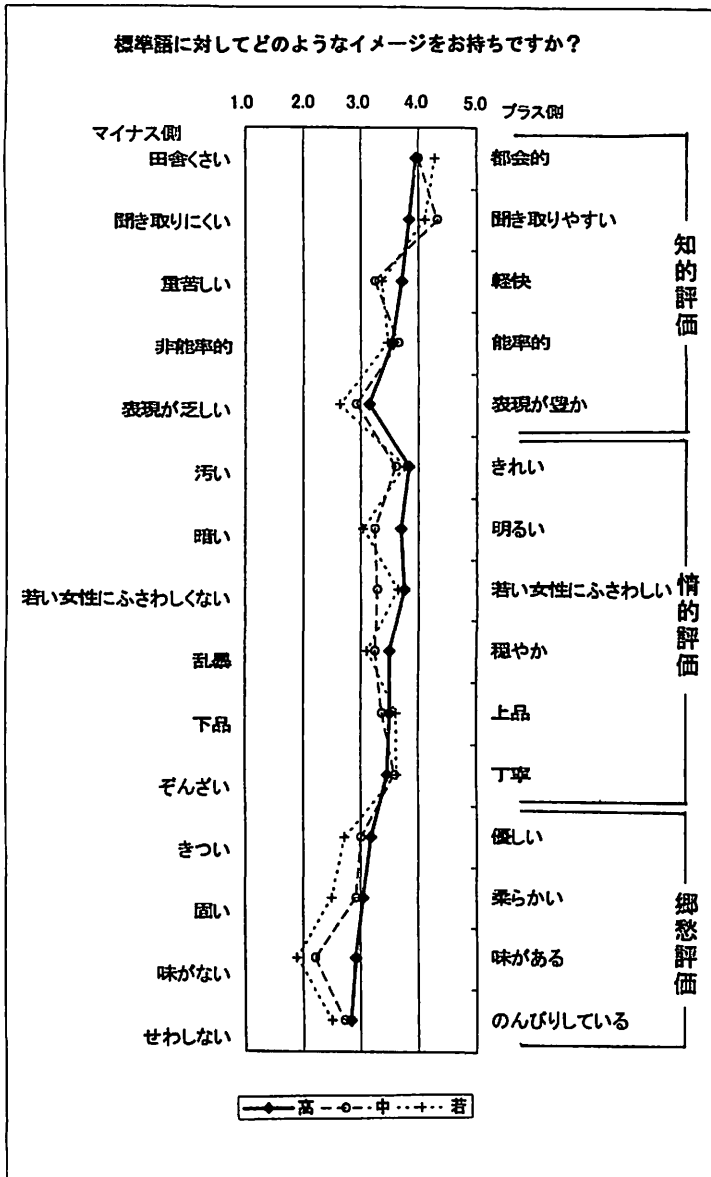 標準語に対してどのようなイメージをお持ちですか？
1.0 2.0 3.0 4.0 5.0
マイナス側 プラス側
田舎くさい 都会的
聞き取りにくい 聞き取りやすい
重苦しい 軽快
非能率的 能率的
表現が乏しい 表現が豊か
知的評価
汚い きれい
暗い 明るい
若い女性にふさわしくない 若い女性にふさわしい
乱暴 穏やか
下品 上品
ぞんざい 丁寧
情的評価
きつい 優しい
固い 柔らかい
味がない 味がある
せわしない のんびりしている
郷愁評価
高 中 若